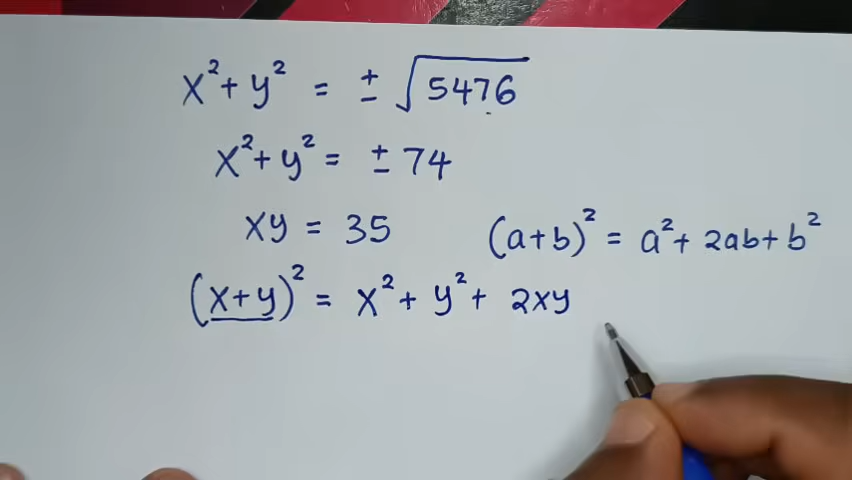 x² + y² = ± √5476
x² + y² = ± 74
xy = 35
(a+b)² = a² + 2ab + b²
(x+y)² = x² + y² + 2xy